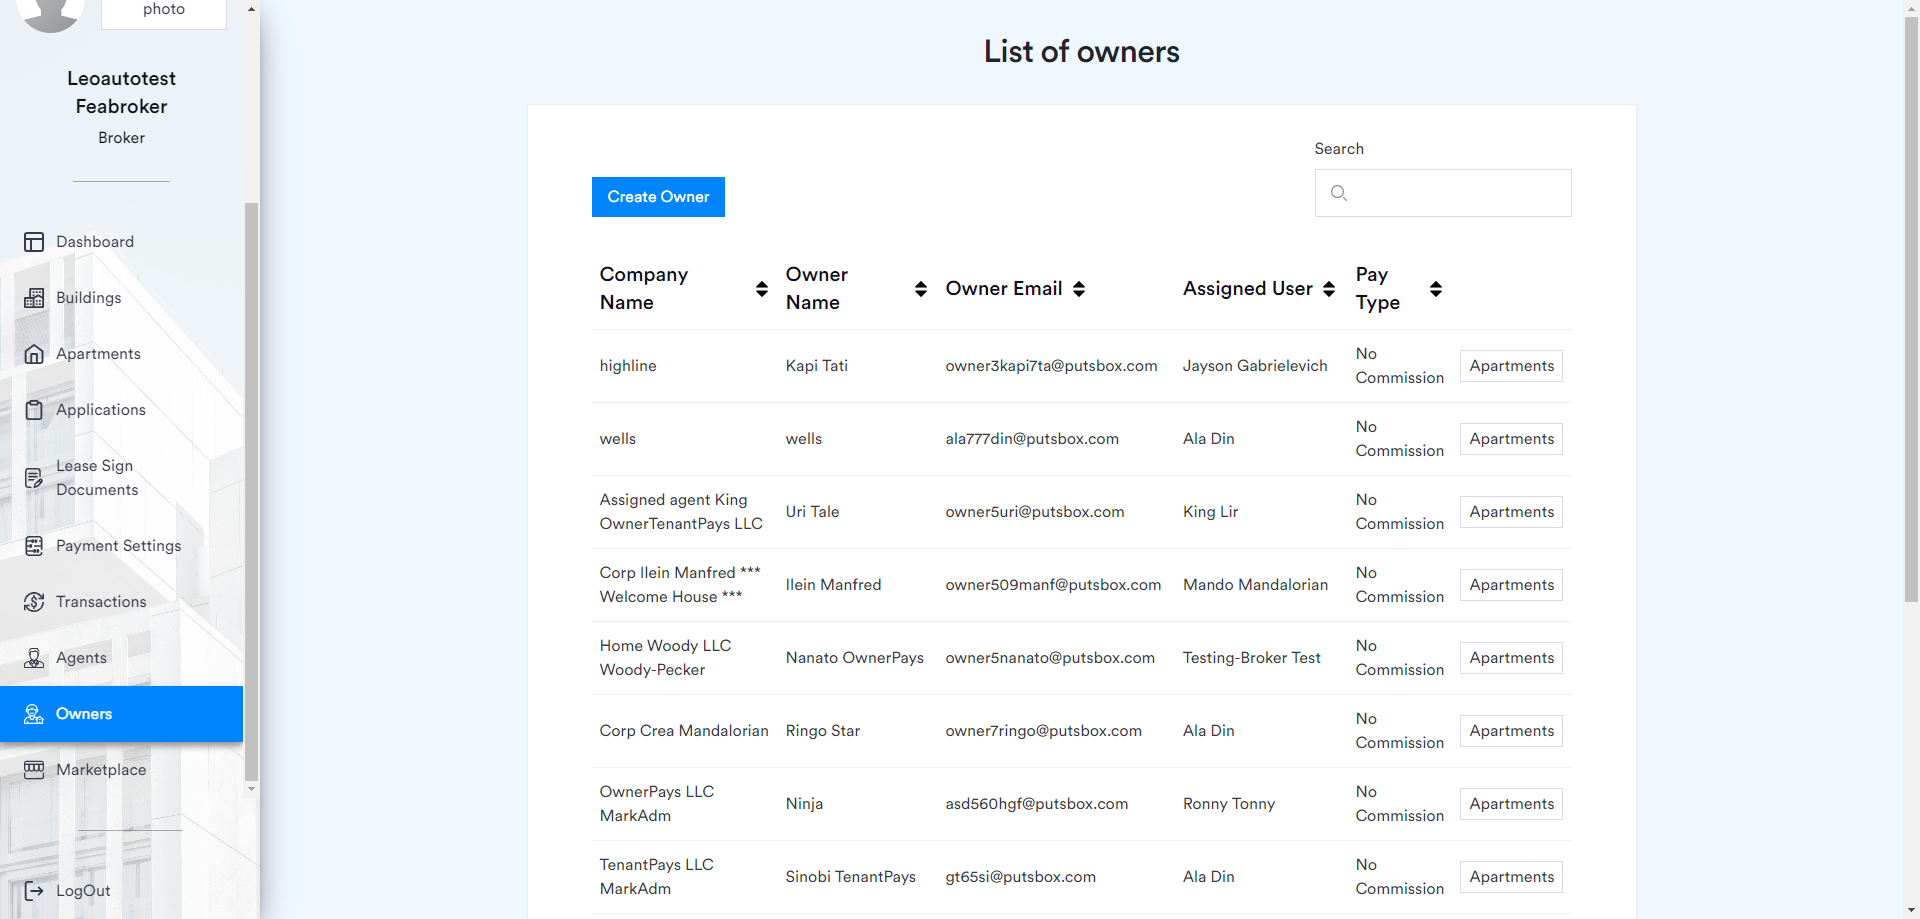 photo
Leoautotest
Feabroker
Broker
Dashboard
Buildings
Apartments
Applications
Lease Sign
Documents
Payment Settings
Transactions
Agents
Owners
Marketplace
LogOut
List of owners
Search
Create Owner
Company
Name
Owner
Name
Owner Email
Assigned User
Pay
Type
highline
Kapi Tati
owner3kapi7ta@putsbox.com
Jayson Gabrielevich
No
Commission
Apartments
wells
wells
ala777din@putsbox.com
Ala Din
No
Commission
Apartments
Assigned agent King
OwnerTenantPays LLC
Uri Tale
owner5uri@putsbox.com
King Lir
No
Commission
Apartments
Corp Ilein Manfred ***
Welcome House ***
Ilein Manfred
owner509manf@putsbox.com
Mando Mandalorian
No
Commission
Apartments
Home Woody LLC
Woody-Pecker
Nanato OwnerPays
owner5nanato@putsbox.com
Testing-Broker Test
No
Commission
Apartments
Corp Crea Mandalorian
Ringo Star
owner7ringo@putsbox.com
Ala Din
No
Commission
Apartments
OwnerPays LLC
MarkAdm
Ninja
asd560hgf@putsbox.com
Ronny Tonny
No
Commission
Apartments
TenantPays LLC
MarkAdm
Sinobi TenantPays
gt65si@putsbox.com
Ala Din
No
Commission
Apartments